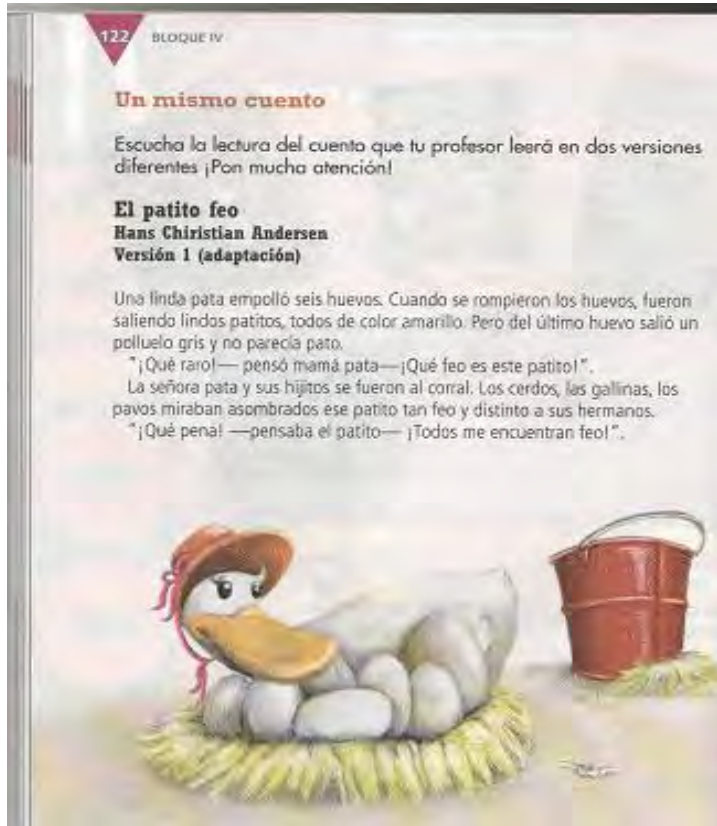 122 BLOQUE IV
Un mismo cuento
Escucha la lectura del cuento que tu profesor leerá en dos versiones
diferentes ¡Pon mucha atención!
El patito feo
Hans Chiristian Andersen
Versión 1 (adaptación)
Una linda pata empolló seis huevos. Cuando se rompieron los huevos, fueron
saliendo lindos patitos, todos de color amarillo. Pero del último huevo salió un
polluelo gris y no parecía pato.
"¡Qué raro!— pensó mamá pata—¡Qué feo es este patito!".
La señora pata y sus hijitos se fueron al corral. Los cerdos, las gallinas, los
pavos miraban asombrados ese patito tan feo y distinto a sus hermanos.
"¡Qué pena! —pensaba el patito— ¡Todos me encuentran feo!".